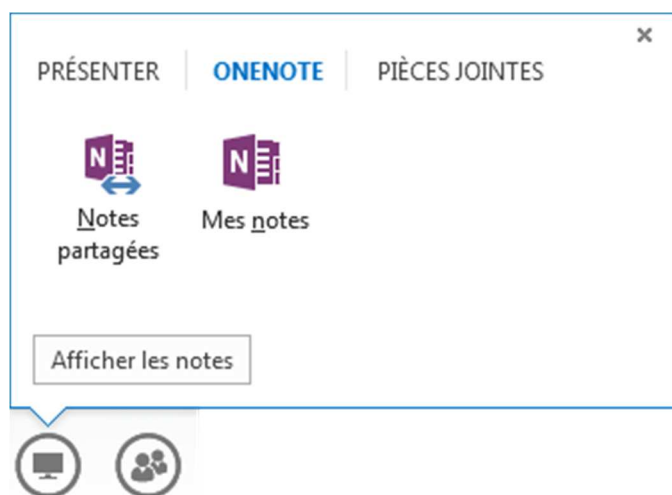 PRÉSENTER ONENOTE PIÈCES JOINTES
N N
Notes partagées
Mes notes
Afficher les notes